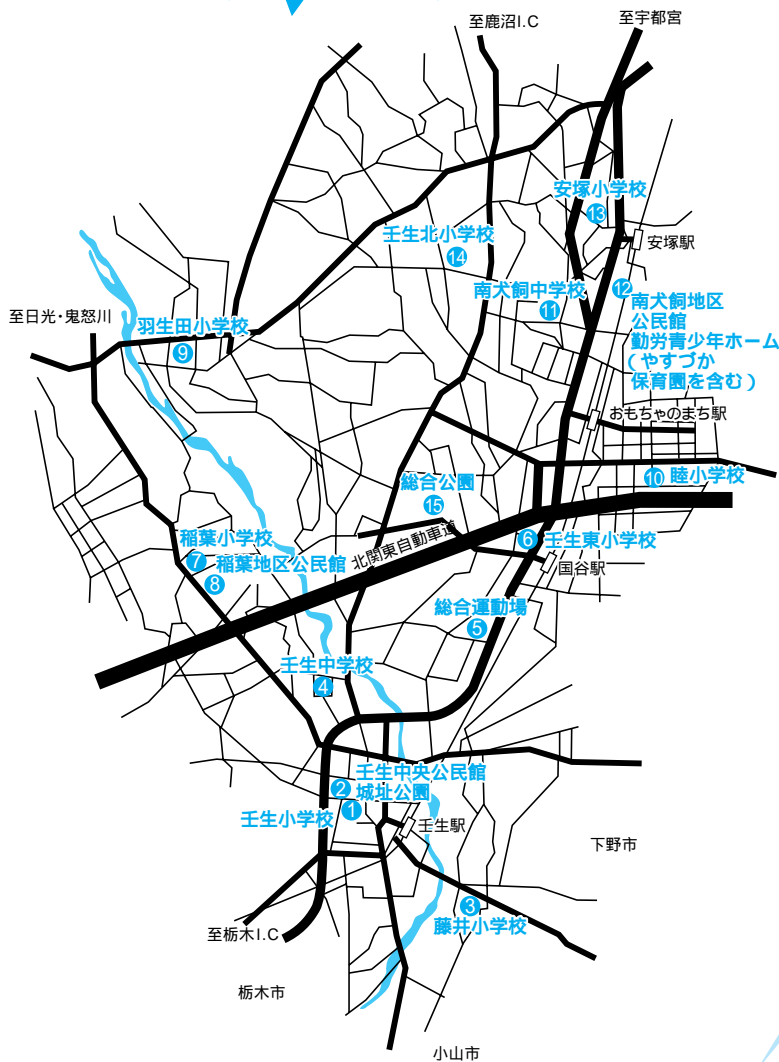 至鹿沼I.C
至宇都宮
安塚小学校
13
壬生北小学校
14
安塚駅
南犬飼中学校
11
12
南犬飼地区
公民館
勤労青少年ホーム
(やすづか
保育園を含む)
至日光・鬼怒川
羽生田小学校
9
おもちゃのまち駅
総合公園
15
10 睦小学校
稲葉小学校
7
稲葉地区公民館
8
北関東自動車道
6 壬生東小学校
国谷駅
総合運動場
5
壬生中学校
4
壬生中央公民館
2 城址公園
1
壬生小学校
壬生駅
下野市
3
藤井小学校
至栃木I.C
栃木市
小山市